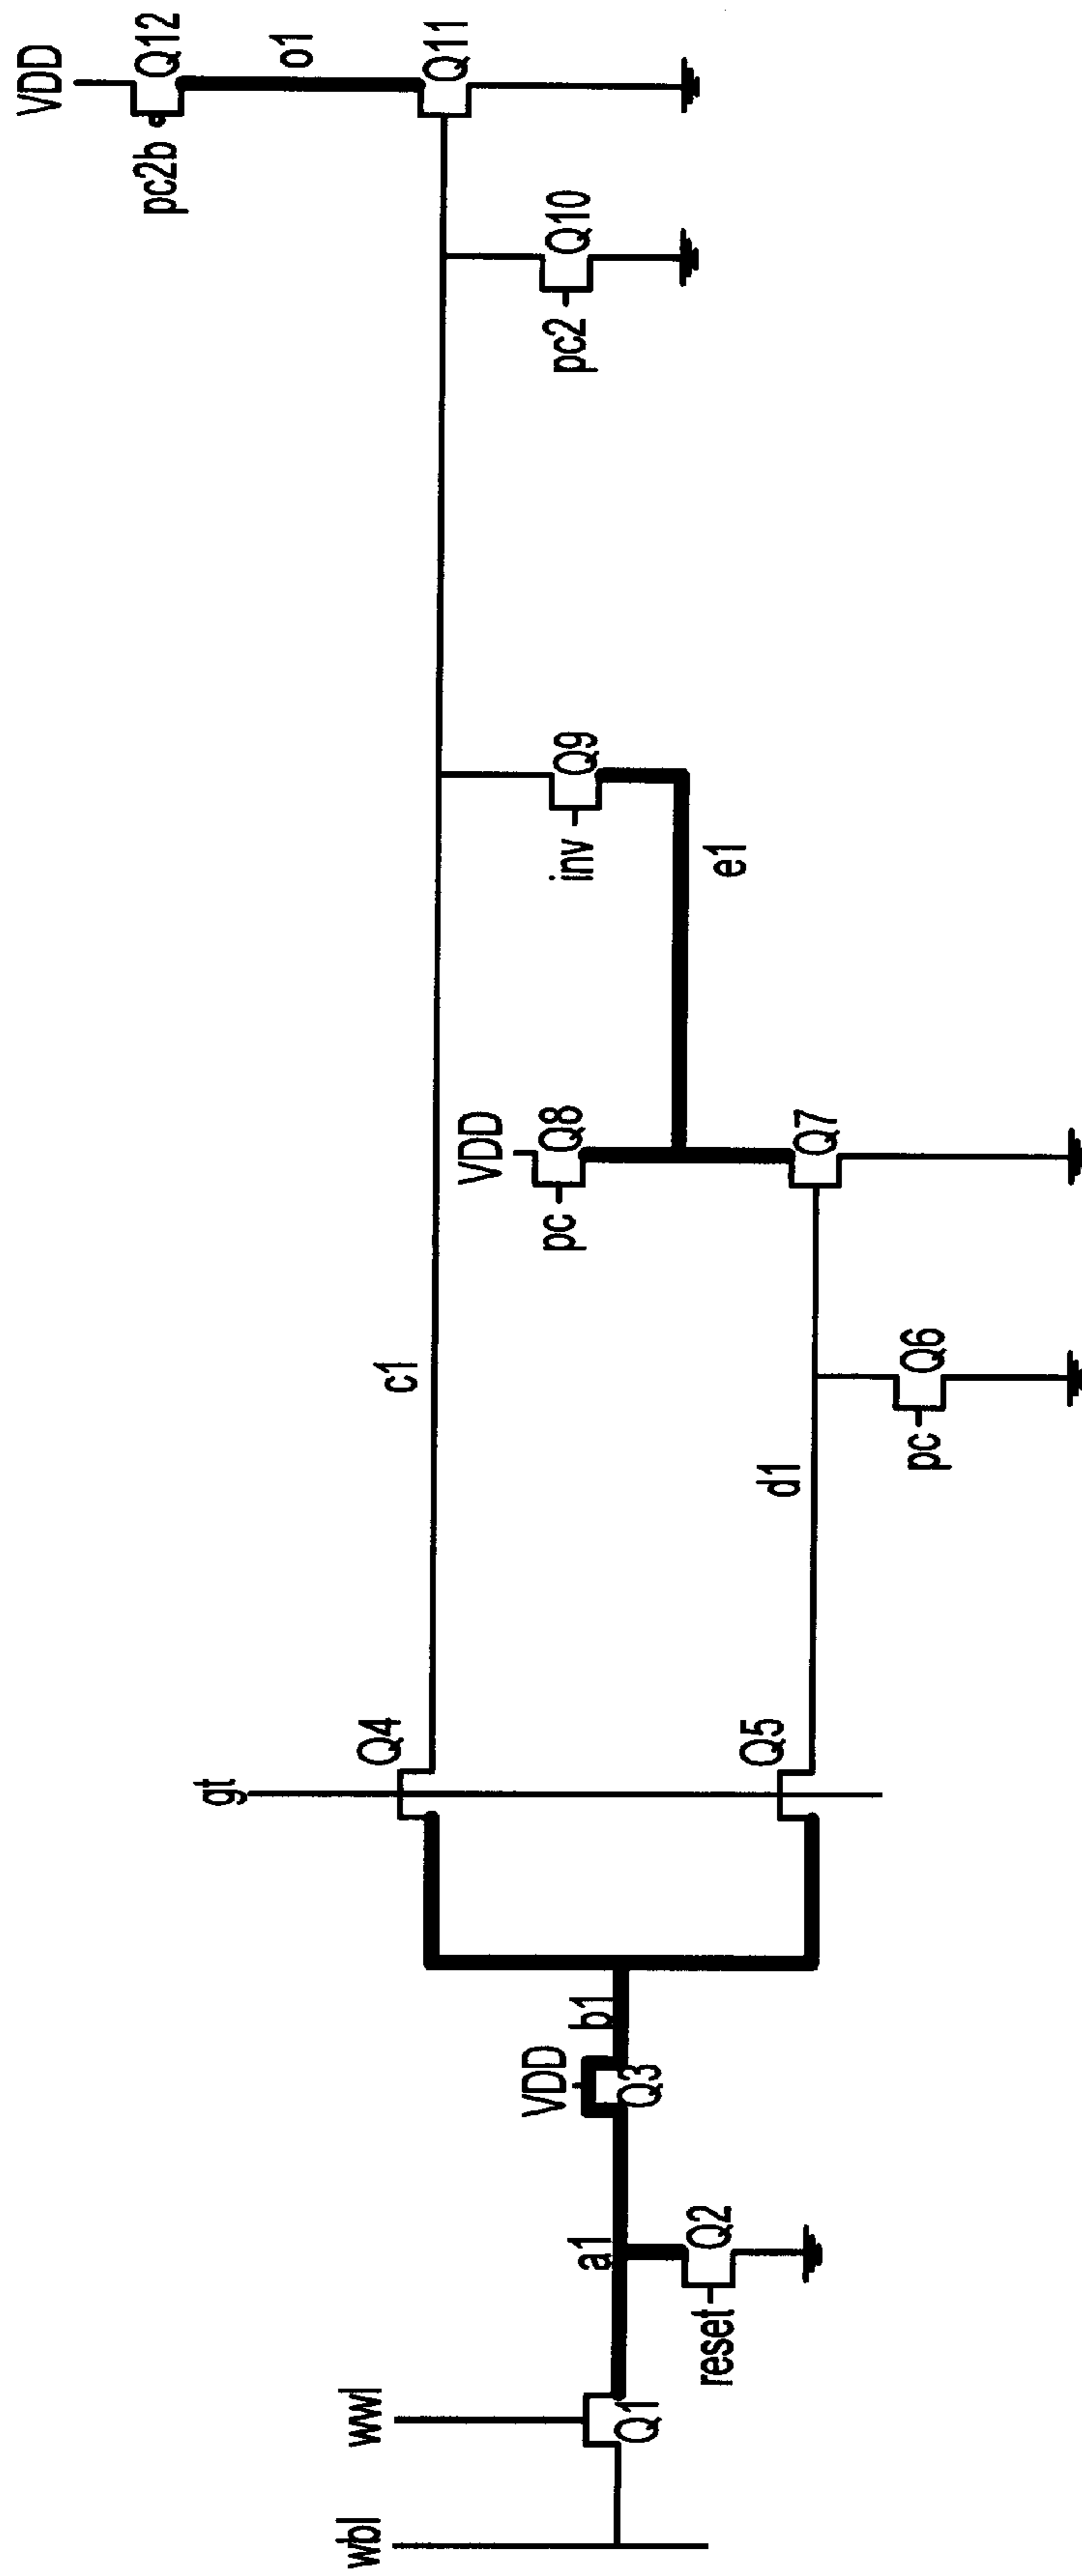 wbl
wwl
Q1
a1
reset
Q2
VDD
Q3
b1
gt
Q4
Q5
c1
d1
pc
Q6
VDD
pc
Q8
Q7
e1
inv
Q9
pc2
Q10
VDD
pc2b
Q12
o1
Q11